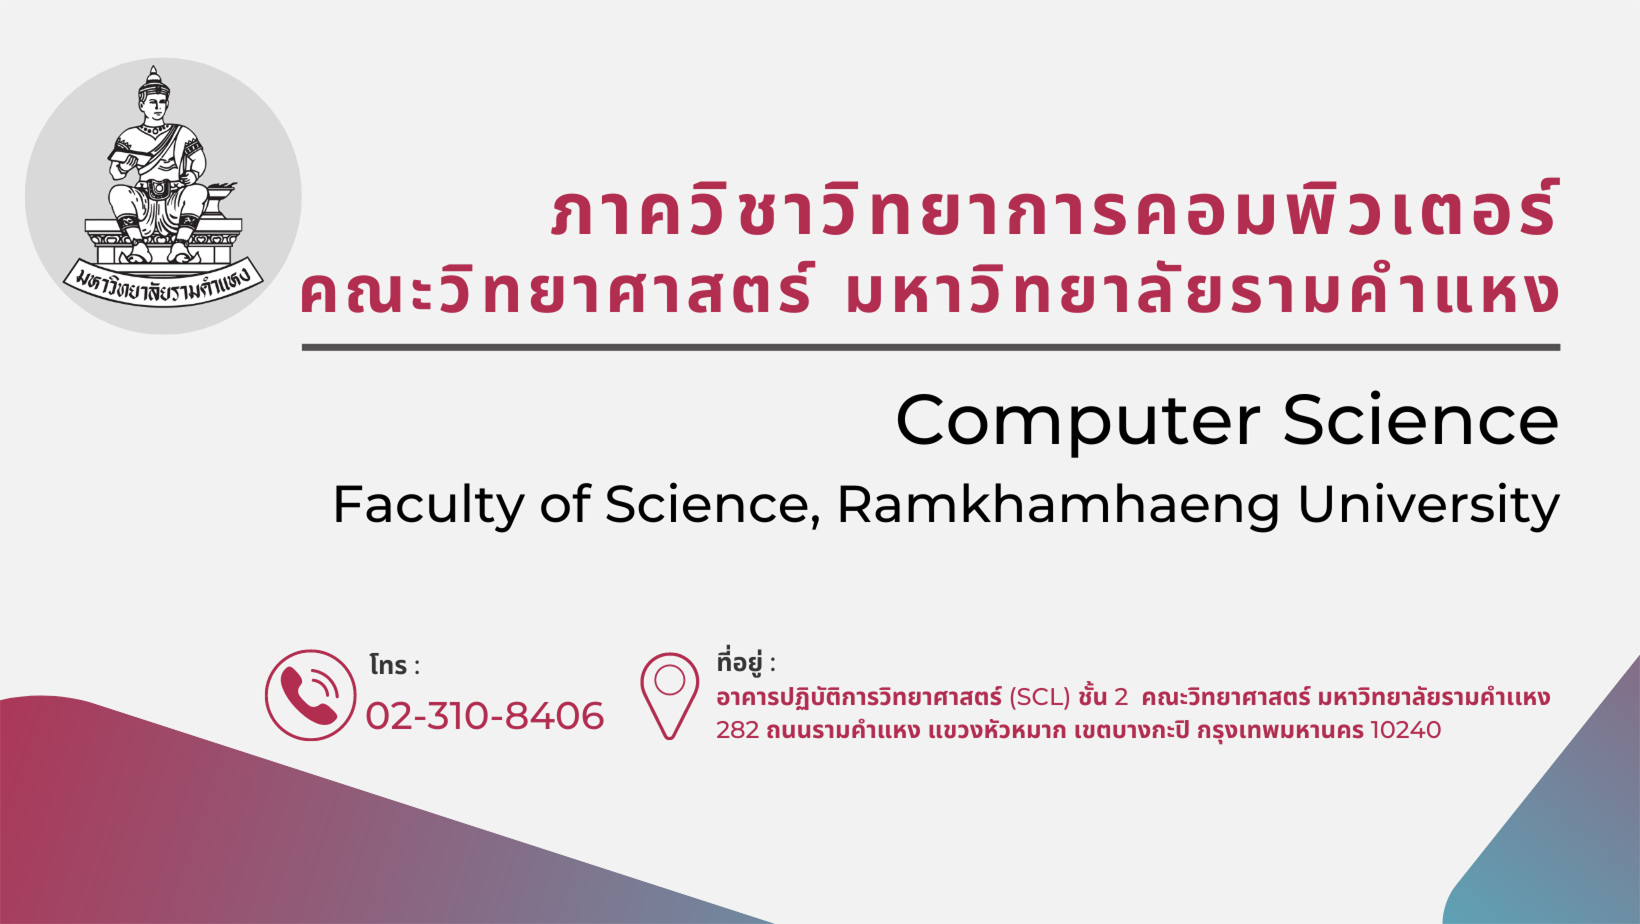 มหาวิทยาลัยรามคำแหง
ภาควิชาวิทยาการคอมพิวเตอร์
คณะวิทยาศาสตร์ มหาวิทยาลัยรามคำแหง
Computer Science
Faculty of Science, Ramkhamhaeng University
โทร :
02-310-8406
ที่อยู่ :
อาคารปฏิบัติการวิทยาศาสตร์ (SCL) ชั้น 2 คณะวิทยาศาสตร์ มหาวิทยาลัยรามคำแหง
282 ถนนรามคำแหง แขวงหัวหมาก เขตบางกะปิ กรุงเทพมหานคร 10240